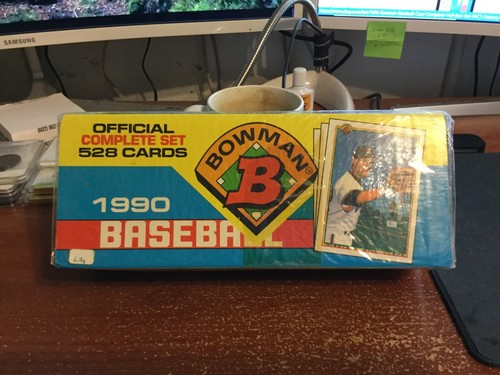 SAMSUNG
OFFICIAL
COMPLETE SET
528 CARDS
BOWMAN®
B
1990
BASEBALL